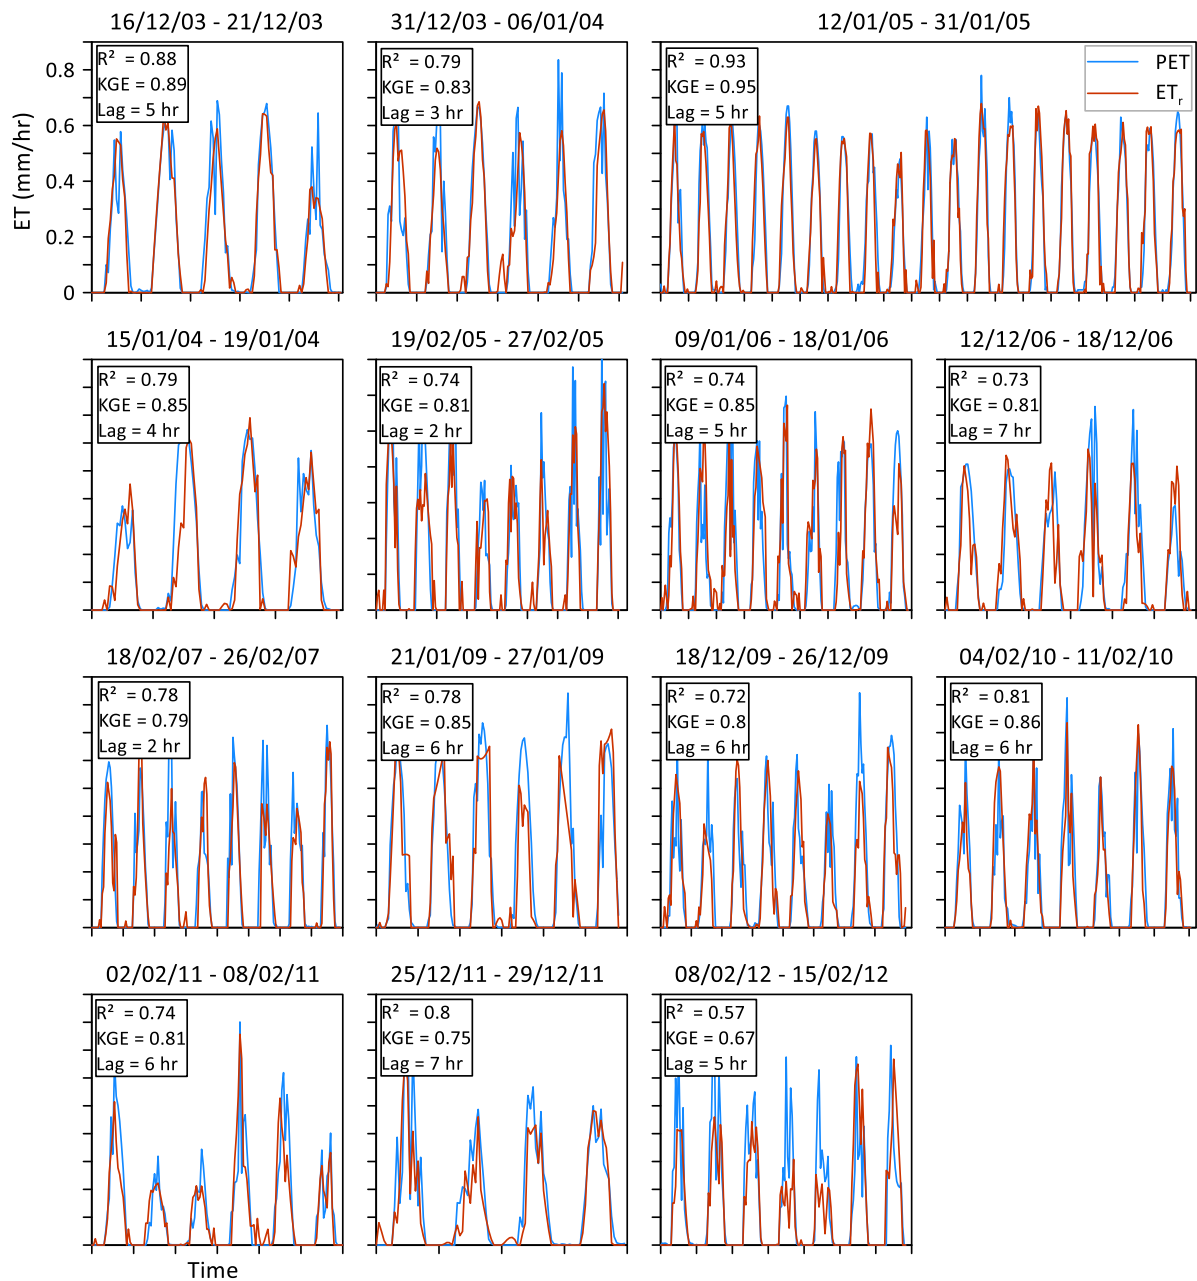 16/12/03 - 21/12/03
31/12/03 - 06/01/04
12/01/05 - 31/01/05
R² = 0.88
KGE = 0.89
Lag = 5 hr
R² = 0.79
KGE = 0.83
Lag = 3 hr
R² = 0.93
KGE = 0.95
Lag = 5 hr
PET
ETr
0.8
0.6
0.4
0.2
0
ET (mm/hr)
15/01/04 - 19/01/04
19/02/05 - 27/02/05
09/01/06 - 18/01/06
12/12/06 - 18/12/06
R² = 0.79
KGE = 0.85
Lag = 4 hr
R² = 0.74
KGE = 0.81
Lag = 2 hr
R² = 0.74
KGE = 0.85
Lag = 5 hr
R² = 0.73
KGE = 0.81
Lag = 7 hr
18/02/07 - 26/02/07
21/01/09 - 27/01/09
18/12/09 - 26/12/09
04/02/10 - 11/02/10
R² = 0.78
KGE = 0.79
Lag = 2 hr
R² = 0.78
KGE = 0.85
Lag = 6 hr
R² = 0.72
KGE = 0.8
Lag = 6 hr
R² = 0.81
KGE = 0.86
Lag = 6 hr
02/02/11 - 08/02/11
25/12/11 - 29/12/11
08/02/12 - 15/02/12
R² = 0.74
KGE = 0.81
Lag = 6 hr
R² = 0.8
KGE = 0.75
Lag = 7 hr
R² = 0.57
KGE = 0.67
Lag = 5 hr
Time